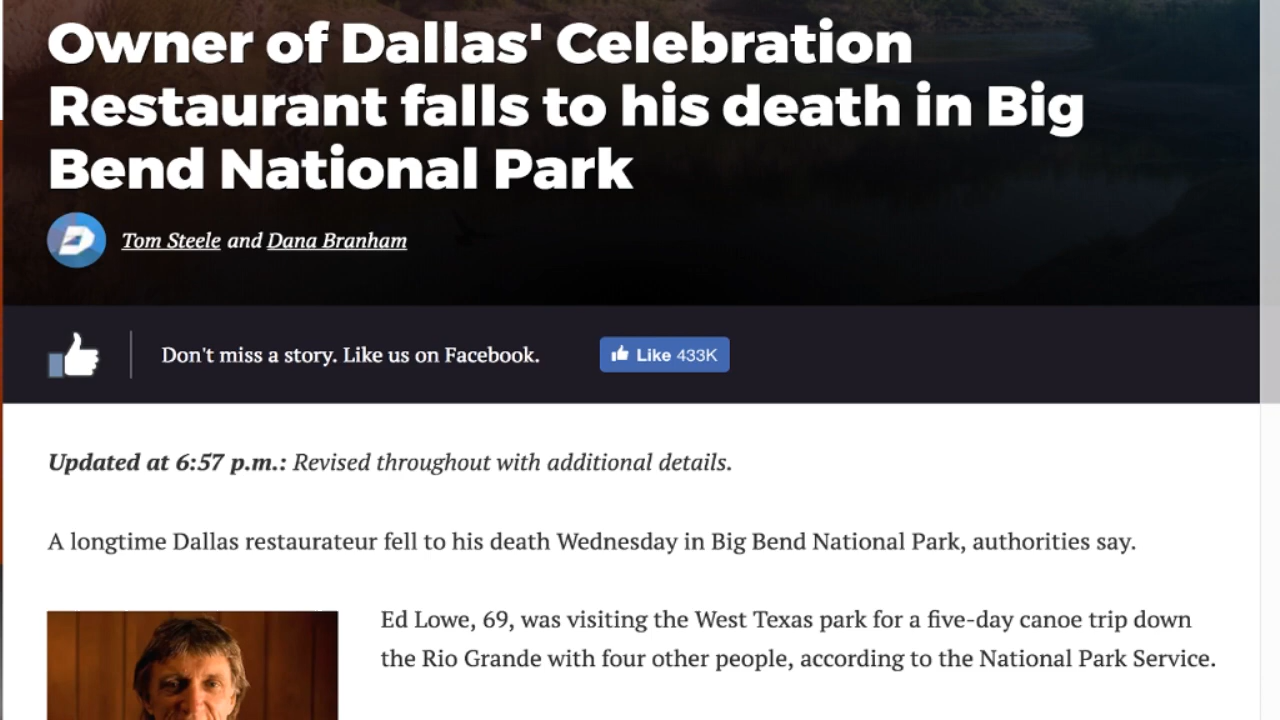 Owner of Dallas' Celebration
Restaurant falls to his death in Big
Bend National Park
Tom Steele and Dana Branham
Don't miss a story. Like us on Facebook.
Like 433K
Updated at 6:57 p.m.: Revised throughout with additional details.
A longtime Dallas restaurateur fell to his death Wednesday in Big Bend National Park, authorities say.
Ed Lowe, 69, was visiting the West Texas park for a five-day canoe trip down
the Rio Grande with four other people, according to the National Park Service.